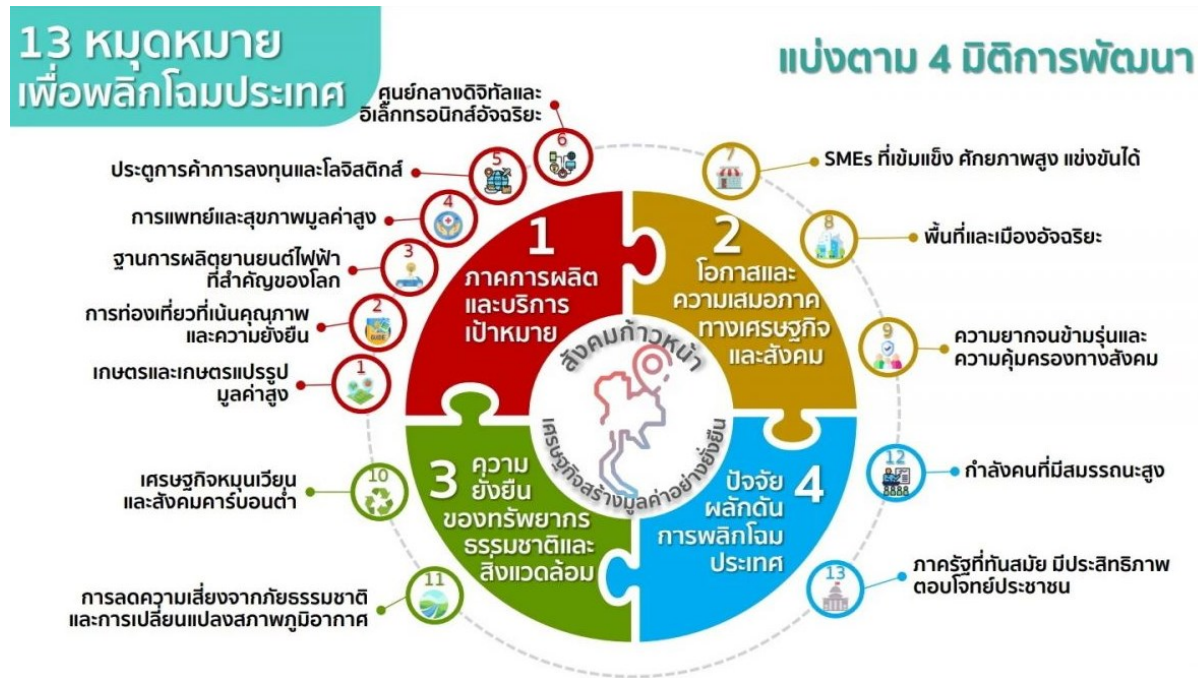 13 หมุดหมาย
เพื่อพลิกโฉมประเทศ
แบ่งตาม 4 มิติการพัฒนา
ศูนย์กลางดิจิทัลและ
อิเล็กทรอนิกส์อัจฉริยะ
6
ประตูการค้าการลงทุนและโลจิสติกส์
5
การแพทย์และสุขภาพมูลค่าสูง
4
ฐานการผลิตยานยนต์ไฟฟ้า
ที่สำคัญของโลก
3
การท่องเที่ยวที่เน้นคุณภาพ
และความยั่งยืน
2
GUIDE
เกษตรและเกษตรแปรรูป
มูลค่าสูง
1
1
ภาคการผลิต
และบริการ
เป้าหมาย
2
โอกาสและ
ความเสมอภาค
ทางเศรษฐกิจ
และสังคม
7
SMEs ที่เข้มแข็ง ศักยภาพสูง แข่งขันได้
8
พื้นที่และเมืองอัจฉริยะ
9
ความยากจนข้ามรุ่นและ
ความคุ้มครองทางสังคม
สังคมก้าวหน้า
เศรษฐกิจสร้างมูลค่าอย่างยั่งยืน
3 ความ
ยั่งยืน
ของทรัพยากร
ธรรมชาติและ
สิ่งแวดล้อม
เศรษฐกิจหมุนเวียน
และสังคมคาร์บอนต่ำ
10
การลดความเสี่ยงจากภัยธรรมชาติ
และการเปลี่ยนแปลงสภาพภูมิอากาศ
11
4
ปัจจัย
ผลักดัน
การพลิกโฉม
ประเทศ
12
กำลังคนที่มีสมรรถนะสูง
13
ภาครัฐที่ทันสมัย มีประสิทธิภาพ
ตอบโจทย์ประชาชน